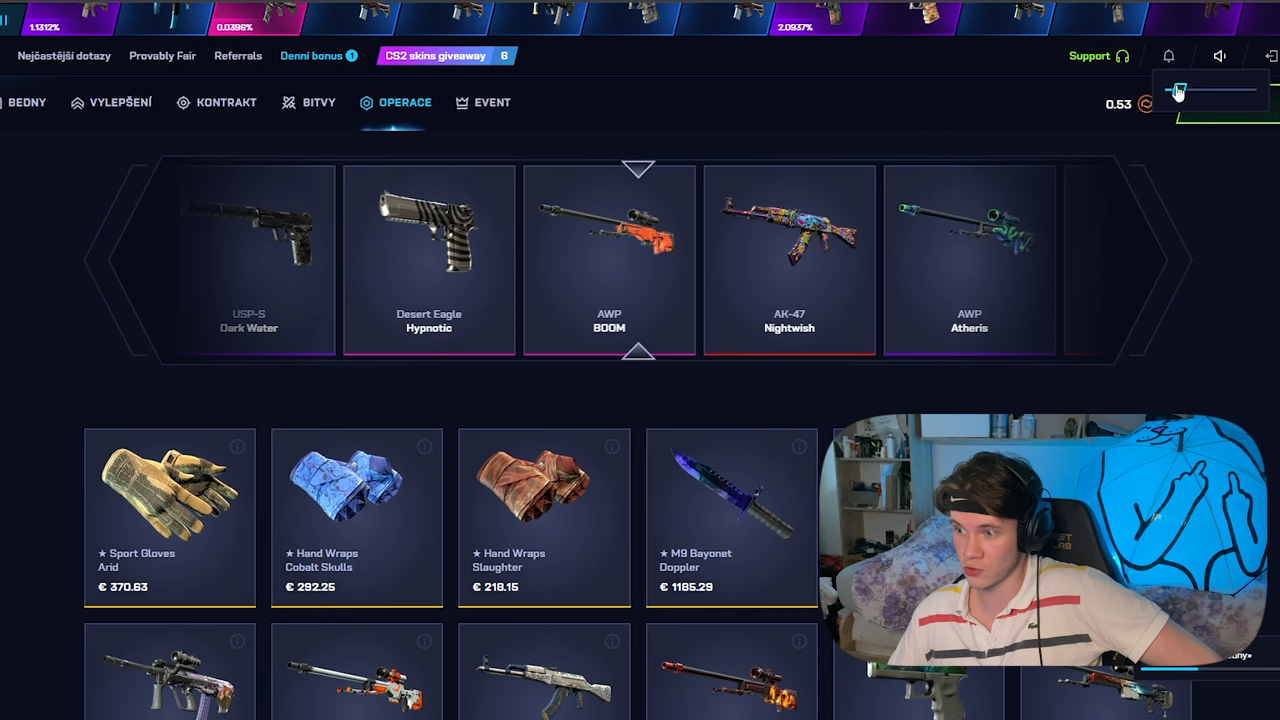 1.1312%
0.0396%
2.0937%
Nejčastější dotazy
Provably Fair
Referrals
Denní bonus 1
CS2 skins giveaway 6
Support
BEDNY
VYLEPŠENÍ
KONTRAKT
BITVY
OPERACE
EVENT
0.53
USP-S
Dark Water
Desert Eagle
Hypnotic
AWP
BOOM
AK-47
Nightwish
AWP
Atheris
★ Sport Gloves
Arid
€ 370.63
★ Hand Wraps
Cobalt Skulls
€ 292.25
★ Hand Wraps
Slaughter
€ 218.15
★ M9 Bayonet
Doppler
€ 1185.29